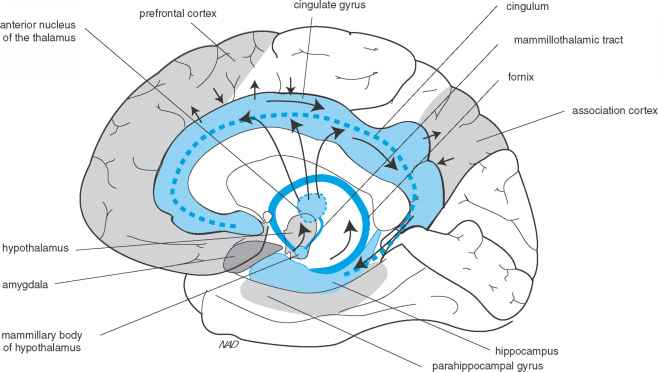 cingulate gyrus
cingulum
prefrontal cortex
anterior nucleus
of the thalamus
mammillothalamic tract
fornix
association cortex
hypothalamus
amygdala
mammillary body
of hypothalamus
NAD
hippocampus
parahippocampal gyrus